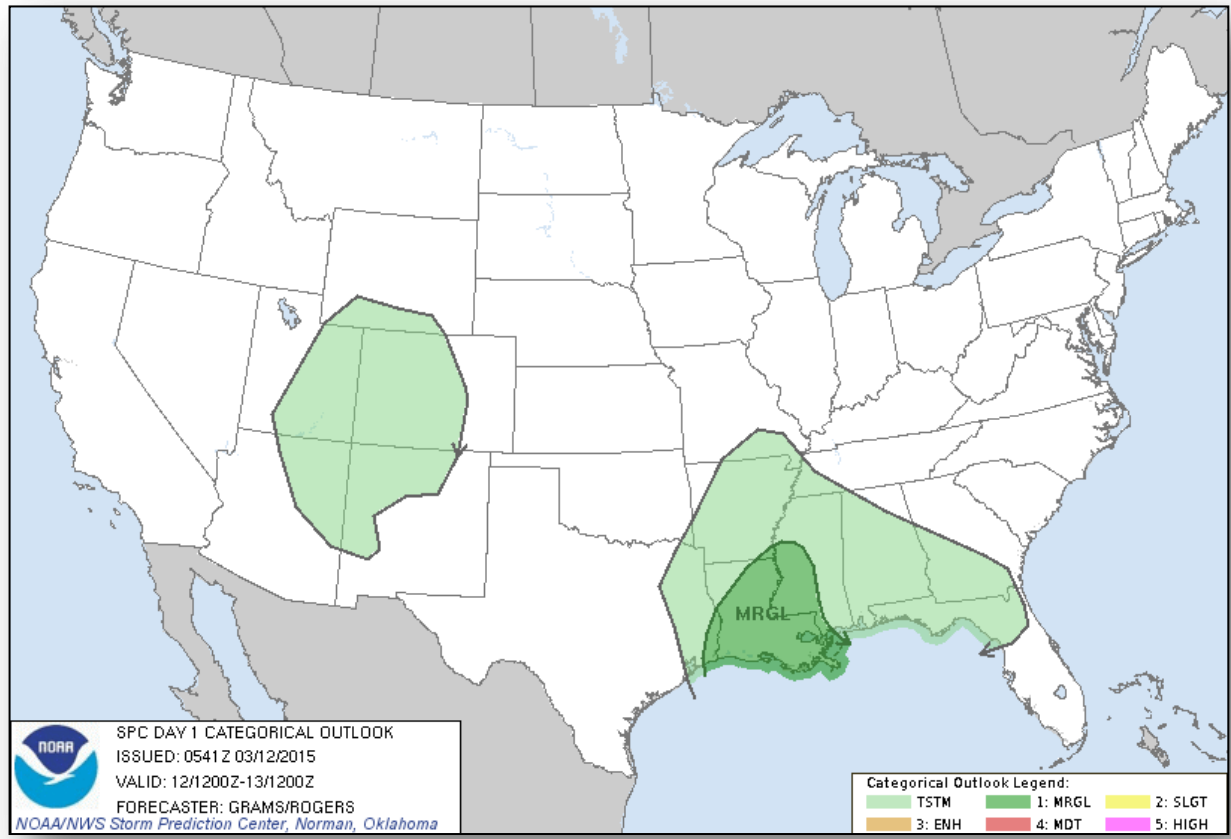 MRGL
NOAA
SPC DAY 1 CATEGORICAL OUTLOOK
ISSUED: 0541Z 03/12/2015
VALID: 12/1200Z-13/1200Z
FORECASTER: GRAMS/ROGERS
NOAA/NWS Storm Prediction Center, Norman, Oklahoma
Categorical Outlook Legend:
TSTM 1: MRGL 2: SLGT
3: ENH 4: MDT 5: HIGH